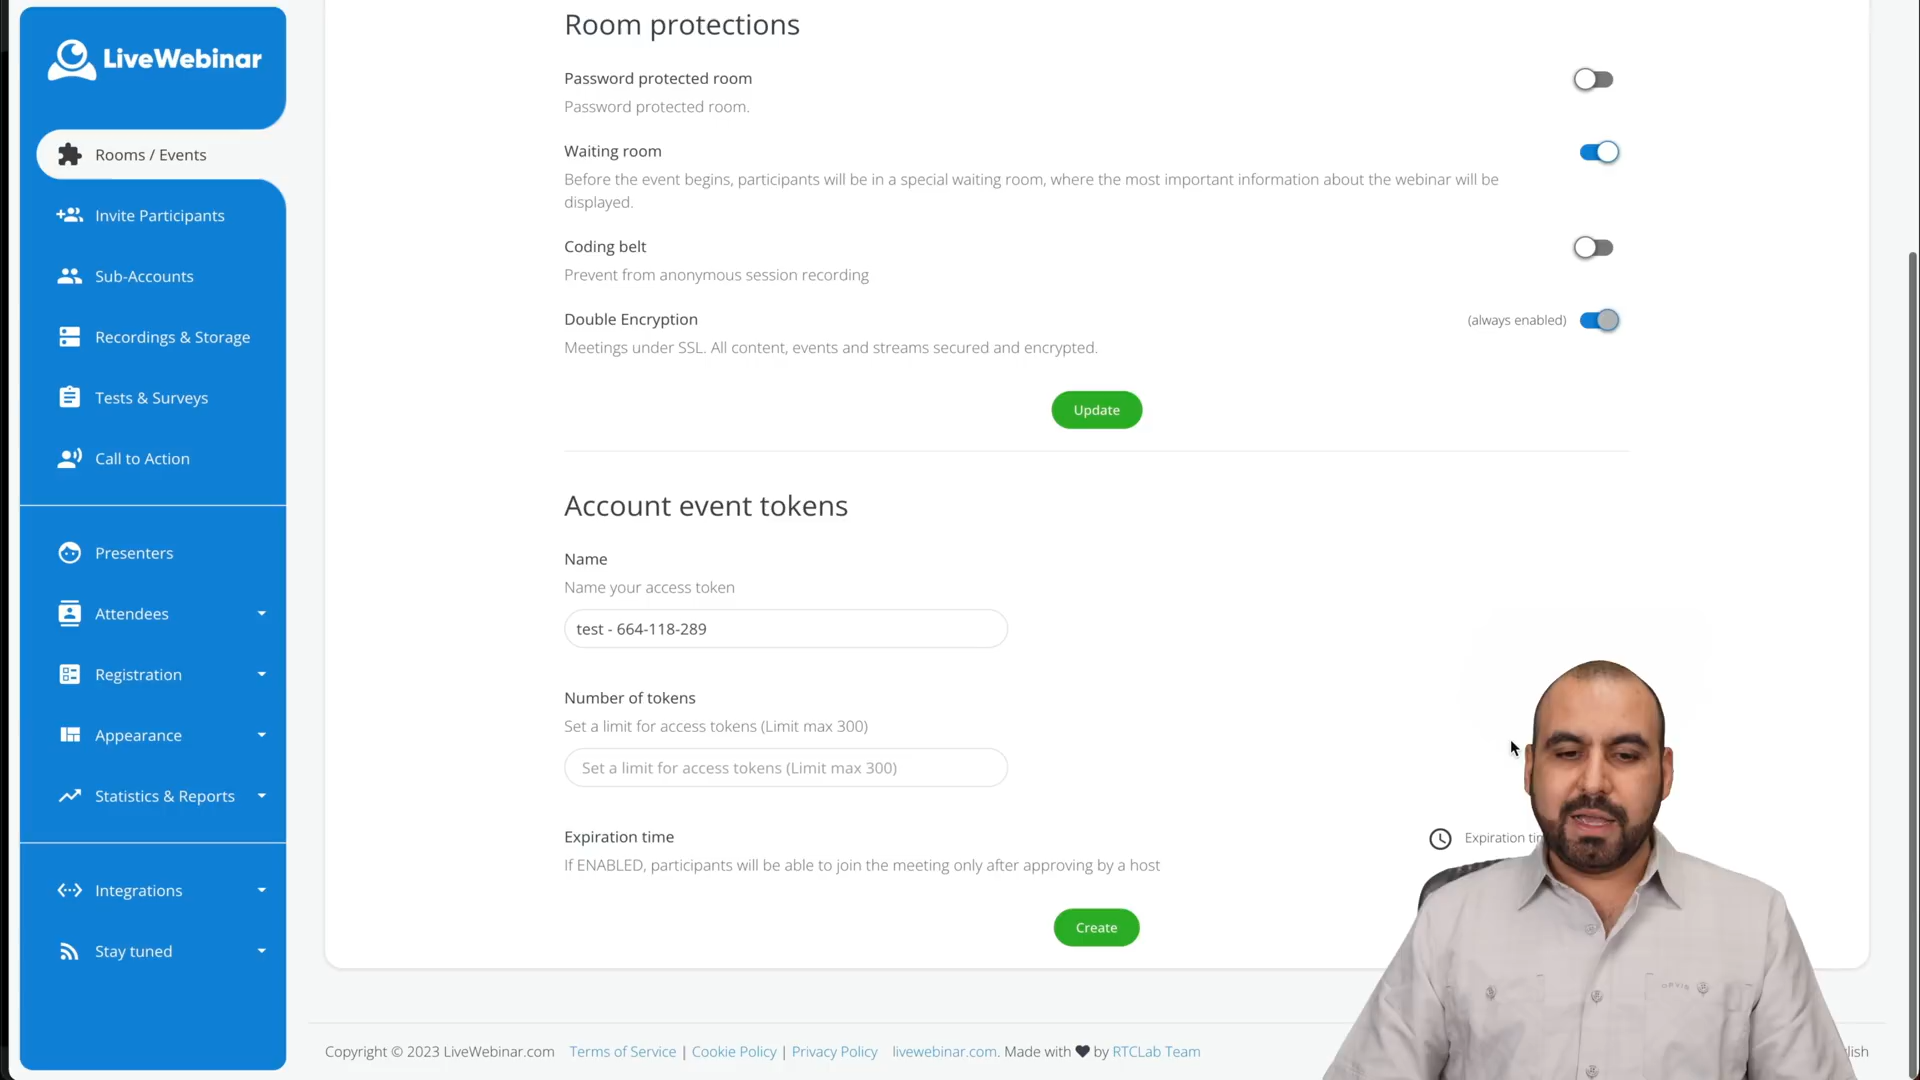 LiveWebinar
Rooms / Events
Invite Participants
Sub-Accounts
Recordings & Storage
Tests & Surveys
Call to Action
Presenters
Attendees
Registration
Appearance
Statistics & Reports
Integrations
Stay tuned
Room protections
Password protected room
Password protected room.
Waiting room
Before the event begins, participants will be in a special waiting room, where the most important information about the webinar will be
displayed.
Coding belt
Prevent from anonymous session recording
Double Encryption
(always enabled)
Meetings under SSL. All content, events and streams secured and encrypted.
Update
Account event tokens
Name
Name your access token
test - 664-118-289
Number of tokens
Set a limit for access tokens (Limit max 300)
Set a limit for access tokens (Limit max 300)
Expiration time
Expiration
If ENABLED, participants will be able to join the meeting only after approving by a host
Create
ORVIS
Copyright © 2023 LiveWebinar.com Terms of Service | Cookie Policy | Privacy Policy livewebinar.com. Made with ♥ by RTCLab Team